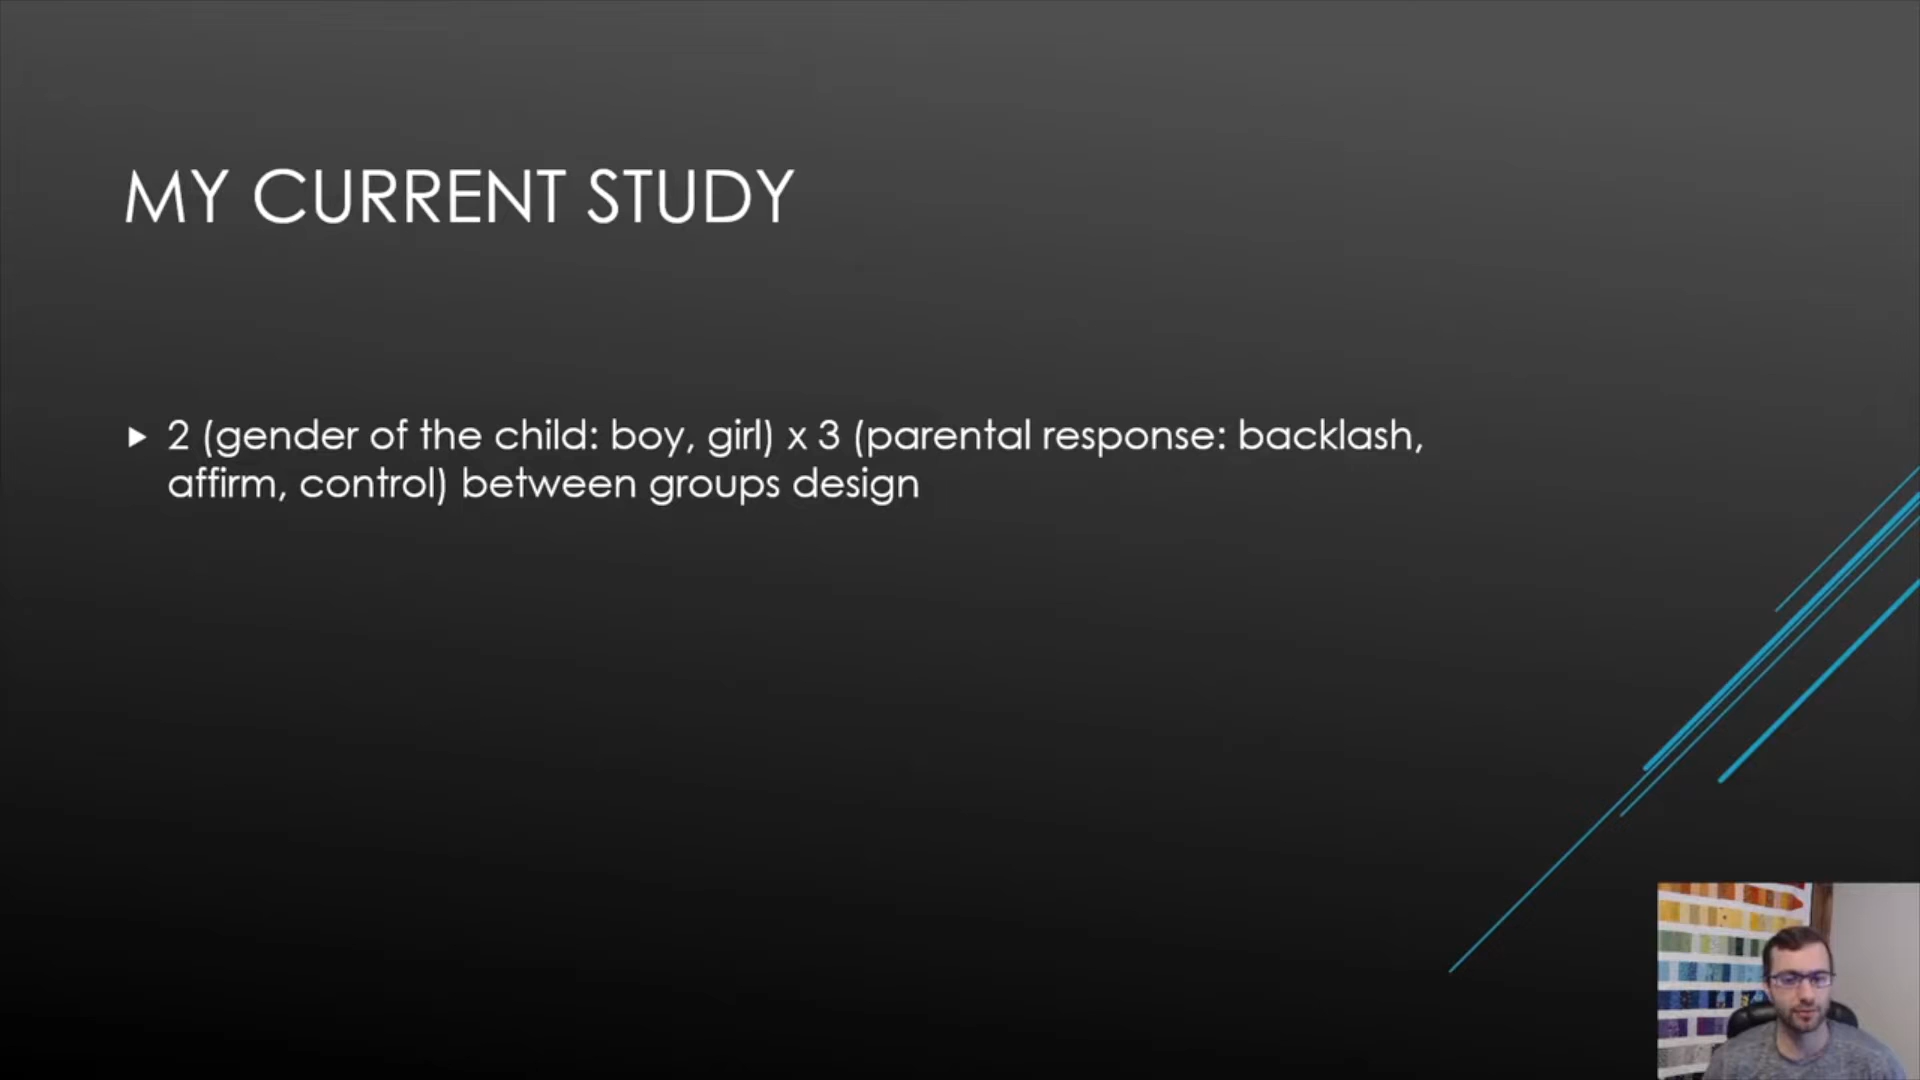 MY CURRENT STUDY
2 (gender of the child: boy, girl) x 3 (parental response: backlash,
affirm, control) between groups design